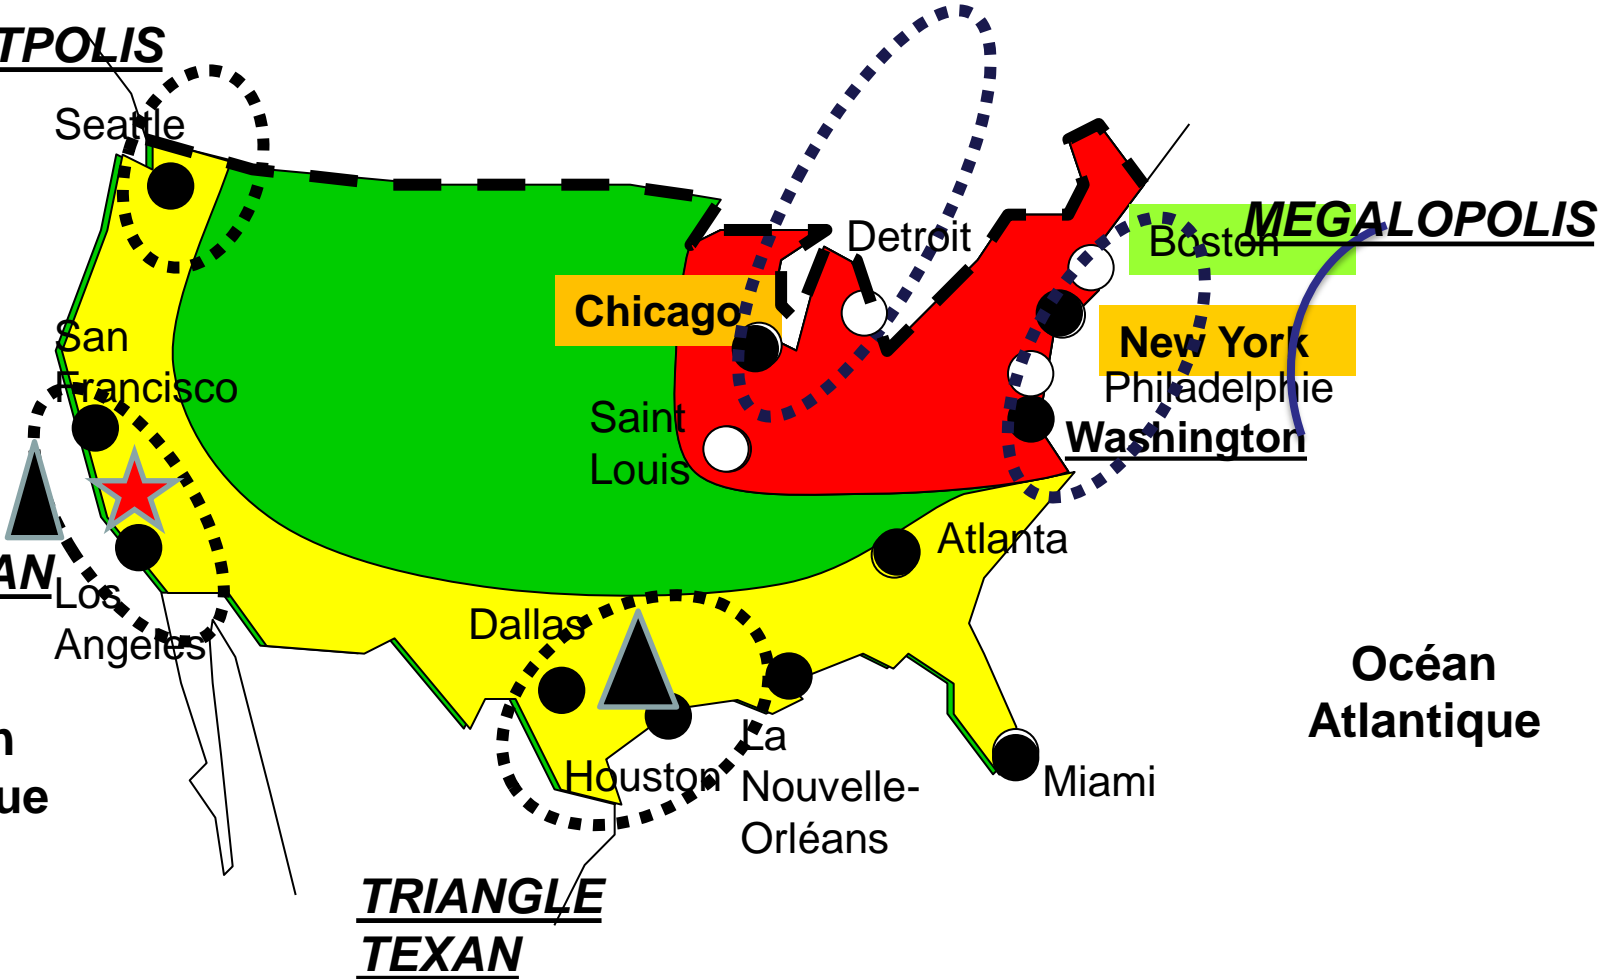 TPOLIS
Seattle
MEGALOPOLIS
Boston
Detroit
Chicago
New York
San
Francisco
Philadelphie
Saint
Louis
Washington
Atlanta
AN
Los
Angeles
Dallas
Océan
Atlantique
n
ue
La
Nouvelle-
Orléans
Houston
Miami
TRIANGLE
TEXAN